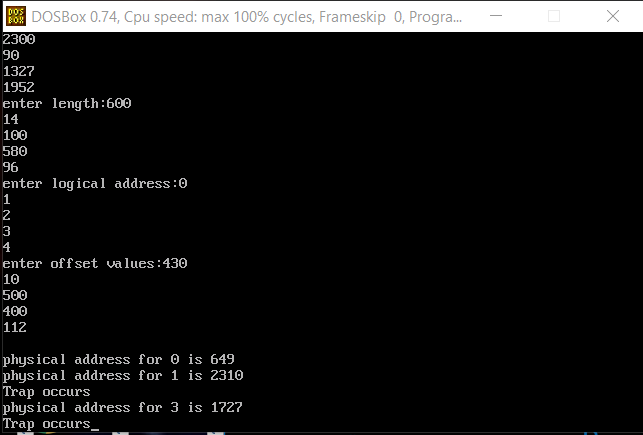 DOS
BOX
DOSBox 0.74, Cpu speed: max 100% cycles, Frameskip 0, Progra...
2300
90
1327
1952
enter length:600
14
100
580
96
enter logical address:0
1
2
3
4
enter offset values:430
10
500
400
112
physical address for 0 is 649
physical address for 1 is 2310
Trap occurs
physical address for 3 is 1727
Trap occurs_